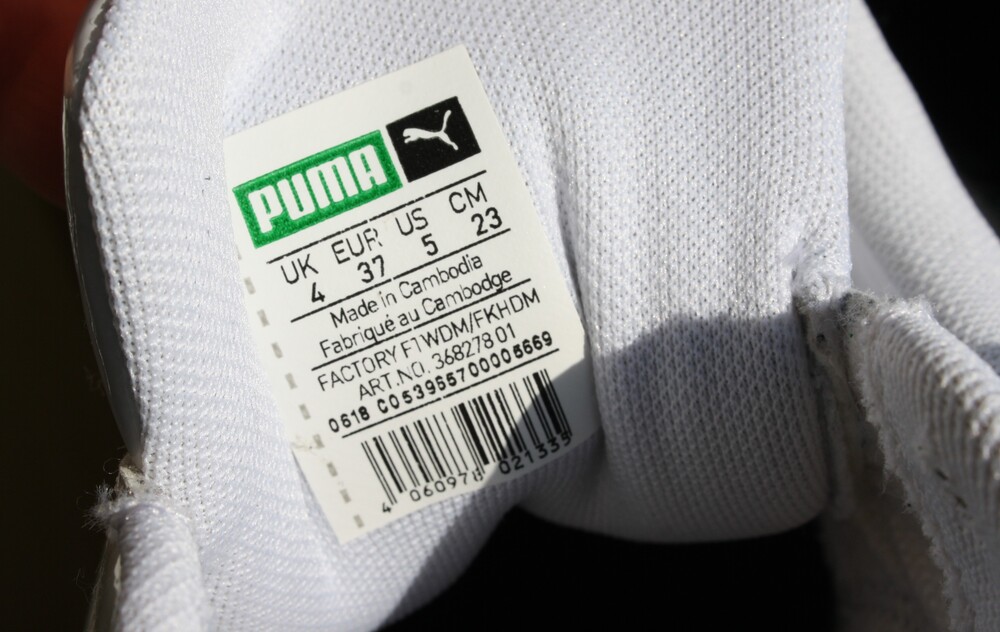 PUMA
UK EUR US CM
4 37 5 23
Made in Cambodia
Fabriqué au Cambodge
FACTORY F1WDM/FKHDM
ART.NO. 368278 01
0618 C053955700005669
4 060978 021335